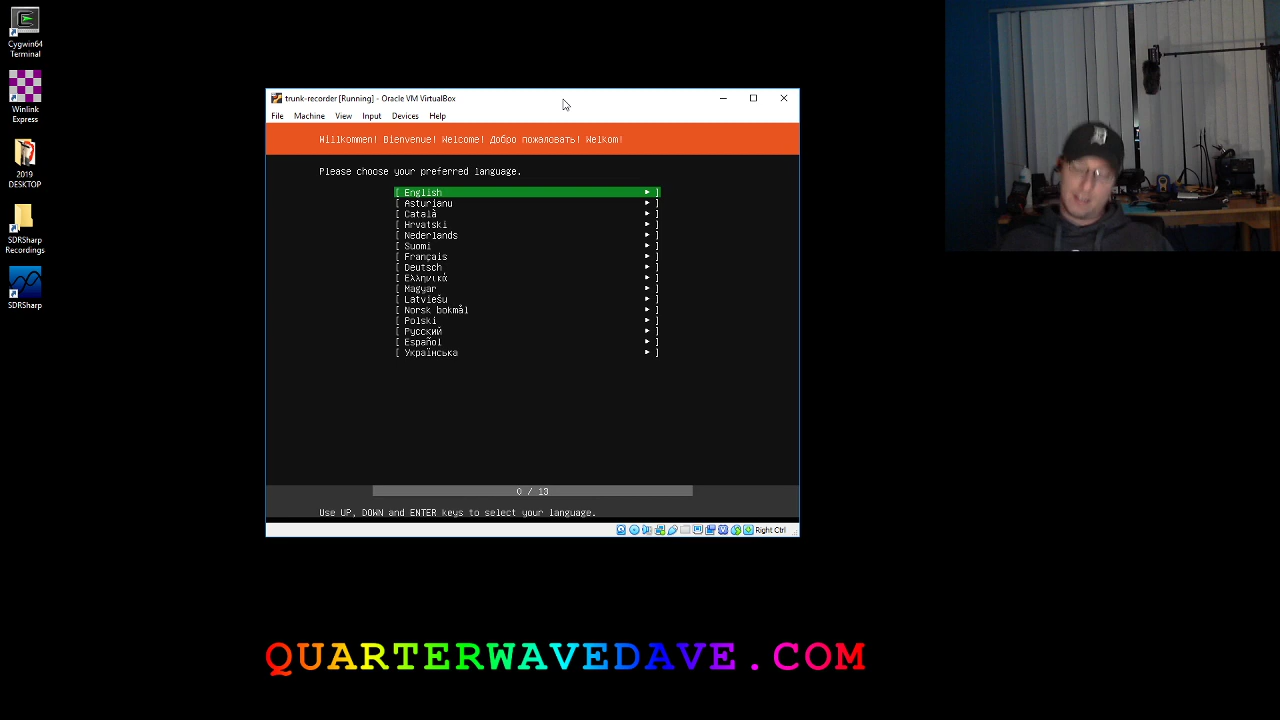 Cygwin64
Terminal
Winlink
Express
2019
DESKTOP
SDRSharp
Recordings
SDRSharp
trunk-recorder [Running] - Oracle VM VirtualBox
File Machine View Input Devices Help
Willkommen! Bienvenue! Welcome! Добро пожаловать! Welkom!
Please choose your preferred language.
[ English ► ]
[ Asturianu ► ]
[ Català ► ]
[ Hrvatski ► ]
[ Nederlands ► ]
[ Suomi ► ]
[ Français ► ]
[ Deutsch ► ]
[ Ελληνικά ► ]
[ Magyar ► ]
[ Latviešu ► ]
[ Norsk bokmål ► ]
[ Polski ► ]
[ Русский ► ]
[ Español ► ]
[ Українська ► ]
0 / 13
Use UP, DOWN and ENTER keys to select your language.
Right Ctrl
QUARTERWAVEDAVE.COM